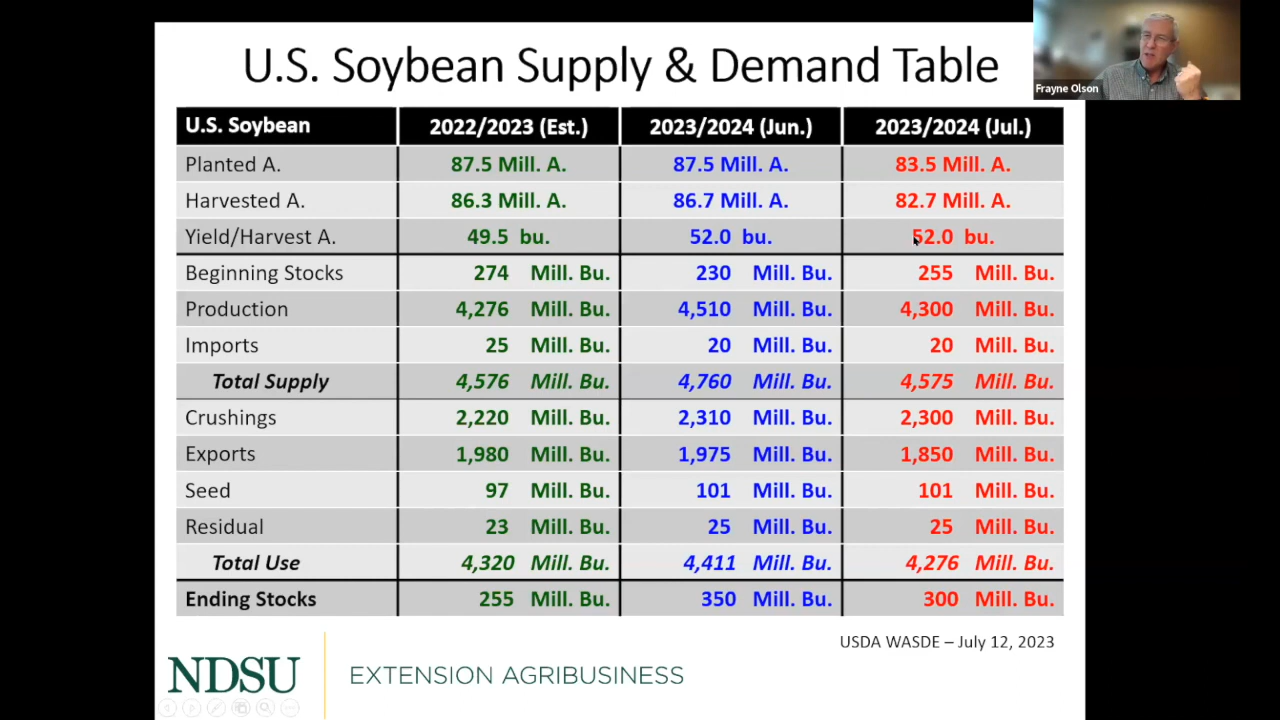 U.S. Soybean Supply & Demand Table
Frayne Olson
U.S. Soybean 2022/2023 (Est.) 2023/2024 (Jun.) 2023/2024 (Jul.)
Planted A. 87.5 Mill. A. 87.5 Mill. A. 83.5 Mill. A.
Harvested A. 86.3 Mill. A. 86.7 Mill. A. 82.7 Mill. A.
Yield/Harvest A. 49.5 bu. 52.0 bu. 52.0 bu.
Beginning Stocks 274 Mill. Bu. 230 Mill. Bu. 255 Mill. Bu.
Production 4,276 Mill. Bu. 4,510 Mill. Bu. 4,300 Mill. Bu.
Imports 25 Mill. Bu. 20 Mill. Bu. 20 Mill. Bu.
Total Supply 4,576 Mill. Bu. 4,760 Mill. Bu. 4,575 Mill. Bu.
Crushings 2,220 Mill. Bu. 2,310 Mill. Bu. 2,300 Mill. Bu.
Exports 1,980 Mill. Bu. 1,975 Mill. Bu. 1,850 Mill. Bu.
Seed 97 Mill. Bu. 101 Mill. Bu. 101 Mill. Bu.
Residual 23 Mill. Bu. 25 Mill. Bu. 25 Mill. Bu.
Total Use 4,320 Mill. Bu. 4,411 Mill. Bu. 4,276 Mill. Bu.
Ending Stocks 255 Mill. Bu. 350 Mill. Bu. 300 Mill. Bu.
USDA WASDE – July 12, 2023
NDSU EXTENSION AGRIBUSINESS